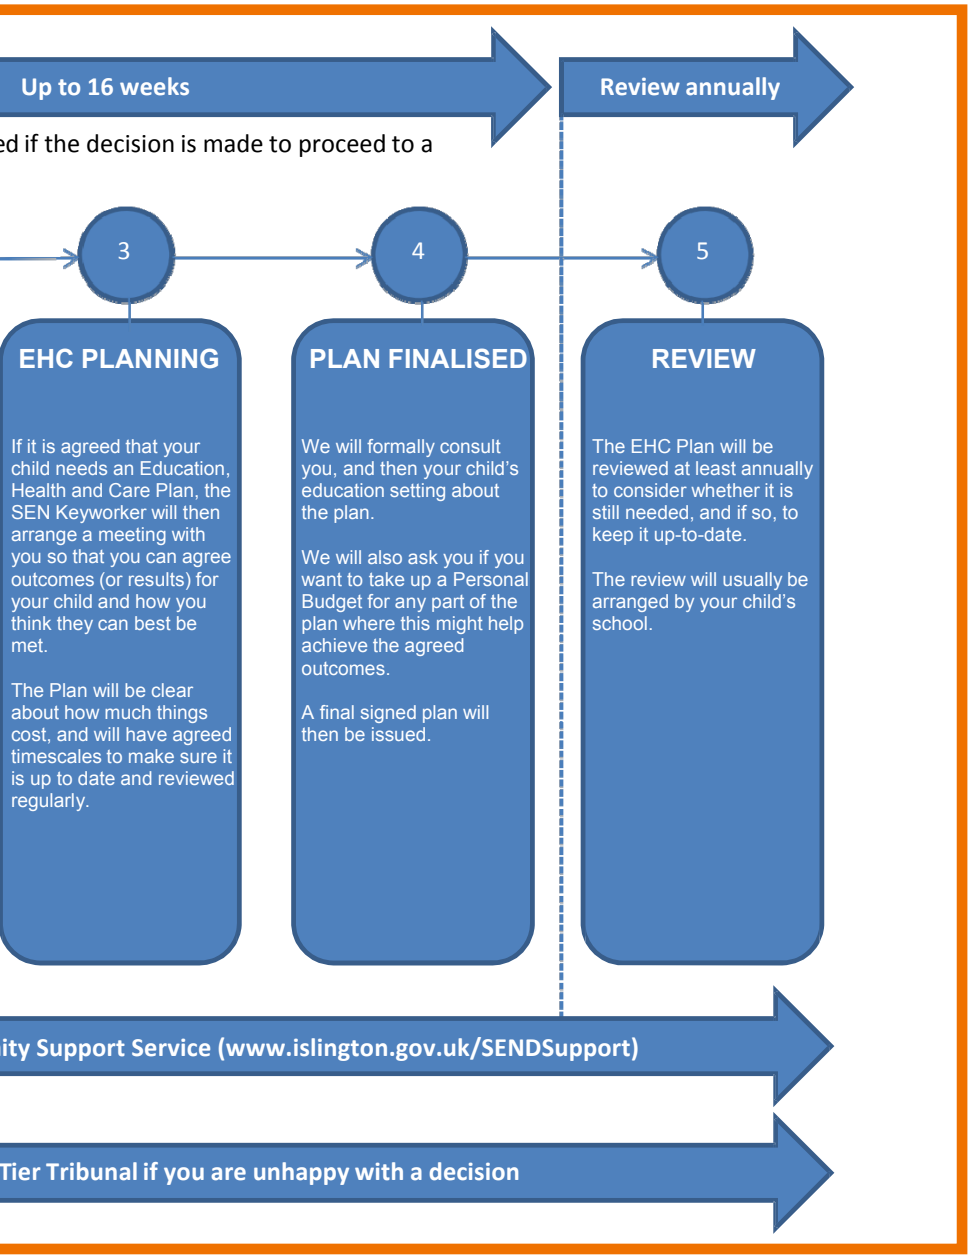 Up to 16 weeks
Review annually
ed if the decision is made to proceed to a
3
4
5
EHC PLANNING
If it is agreed that your
child needs an Education,
Health and Care Plan, the
SEN Keyworker will then
arrange a meeting with
you so that you can agree
outcomes (or results) for
your child and how you
think they can best be
met.
The Plan will be clear
about how much things
cost, and will have agreed
timescales to make sure it
is up to date and reviewed
regularly.
PLAN FINALISED
We will formally consult
you, and then your child’s
education setting about
the plan.
We will also ask you if you
want to take up a Personal
Budget for any part of the
plan where this might help
achieve the agreed
outcomes.
A final signed plan will
then be issued.
REVIEW
The EHC Plan will be
reviewed at least annually
to consider whether it is
still needed, and if so, to
keep it up-to-date.
The review will usually be
arranged by your child’s
school.
nity Support Service (www.islington.gov.uk/SENDSupport)
Tier Tribunal if you are unhappy with a decision